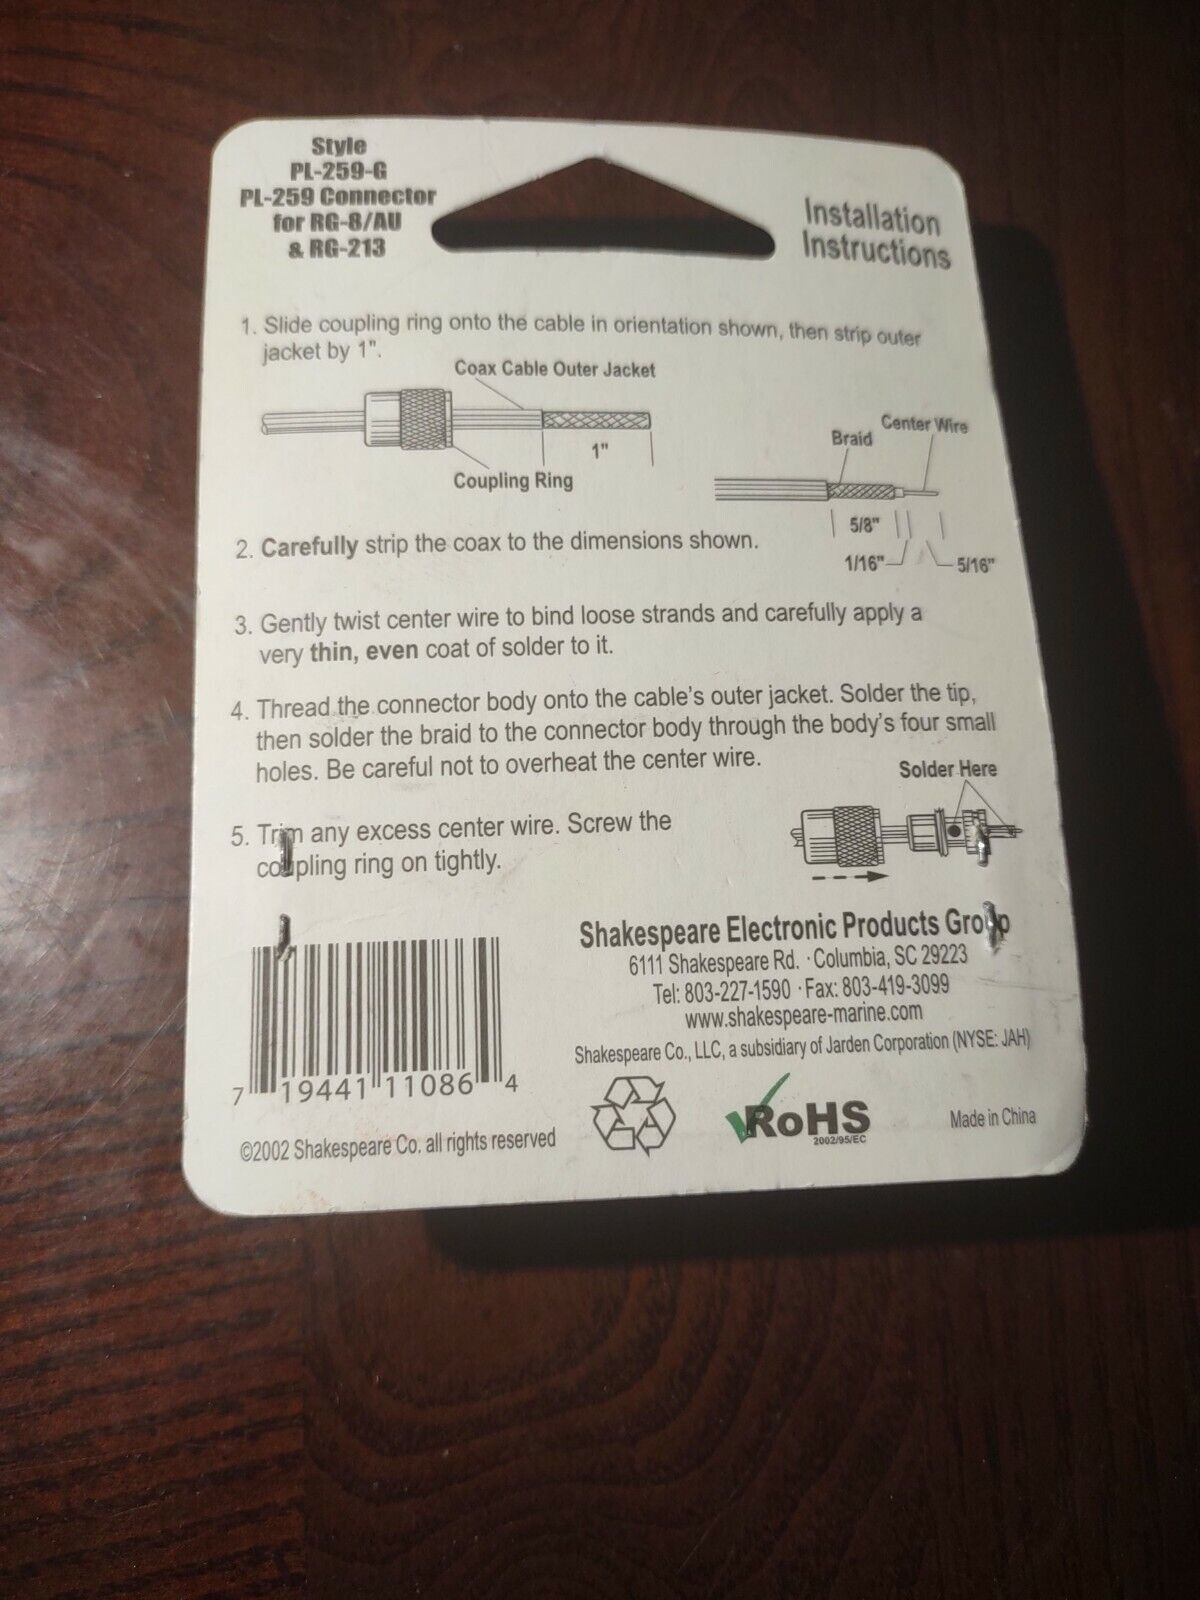 Style
PL-259-G
PL-259 Connector
for RG-8/AU
& RG-213
Installation
Instructions
1. Slide coupling ring onto the cable in orientation shown, then strip outer
jacket by 1".
Coax Cable Outer Jacket
1"
Coupling Ring
Braid
Center Wire
5/8"
1/16"
5/16"
2. Carefully strip the coax to the dimensions shown.
3. Gently twist center wire to bind loose strands and carefully apply a
very thin, even coat of solder to it.
4. Thread the connector body onto the cable's outer jacket. Solder the tip,
then solder the braid to the connector body through the body's four small
holes. Be careful not to overheat the center wire.
Solder Here
5. Trim any excess center wire. Screw the
coupling ring on tightly.
Shakespeare Electronic Products Group
6111 Shakespeare Rd. · Columbia, SC 29223
Tel: 803-227-1590 · Fax: 803-419-3099
www.shakespeare-marine.com
Shakespeare Co., LLC, a subsidiary of Jarden Corporation (NYSE: JAH)
7 19441 11086 4
©2002 Shakespeare Co. all rights reserved
RoHS
2002/95/EC
Made in China